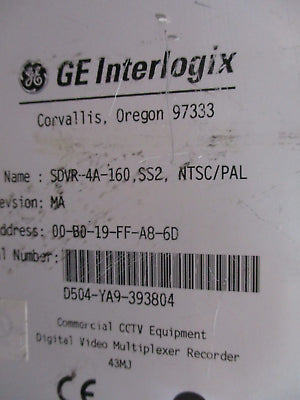 GE Interlogix
Corvallis, Oregon 97333
Name : SDVR-4A-160,SS2, NTSC/PAL
evsion: MA
ddress: 00-B0-19-FF-A8-6D
l Number:
D504-YA9-393804
Commercial CCTV Equipment
Digital Video Multiplexer Recorder
43MJ
CE